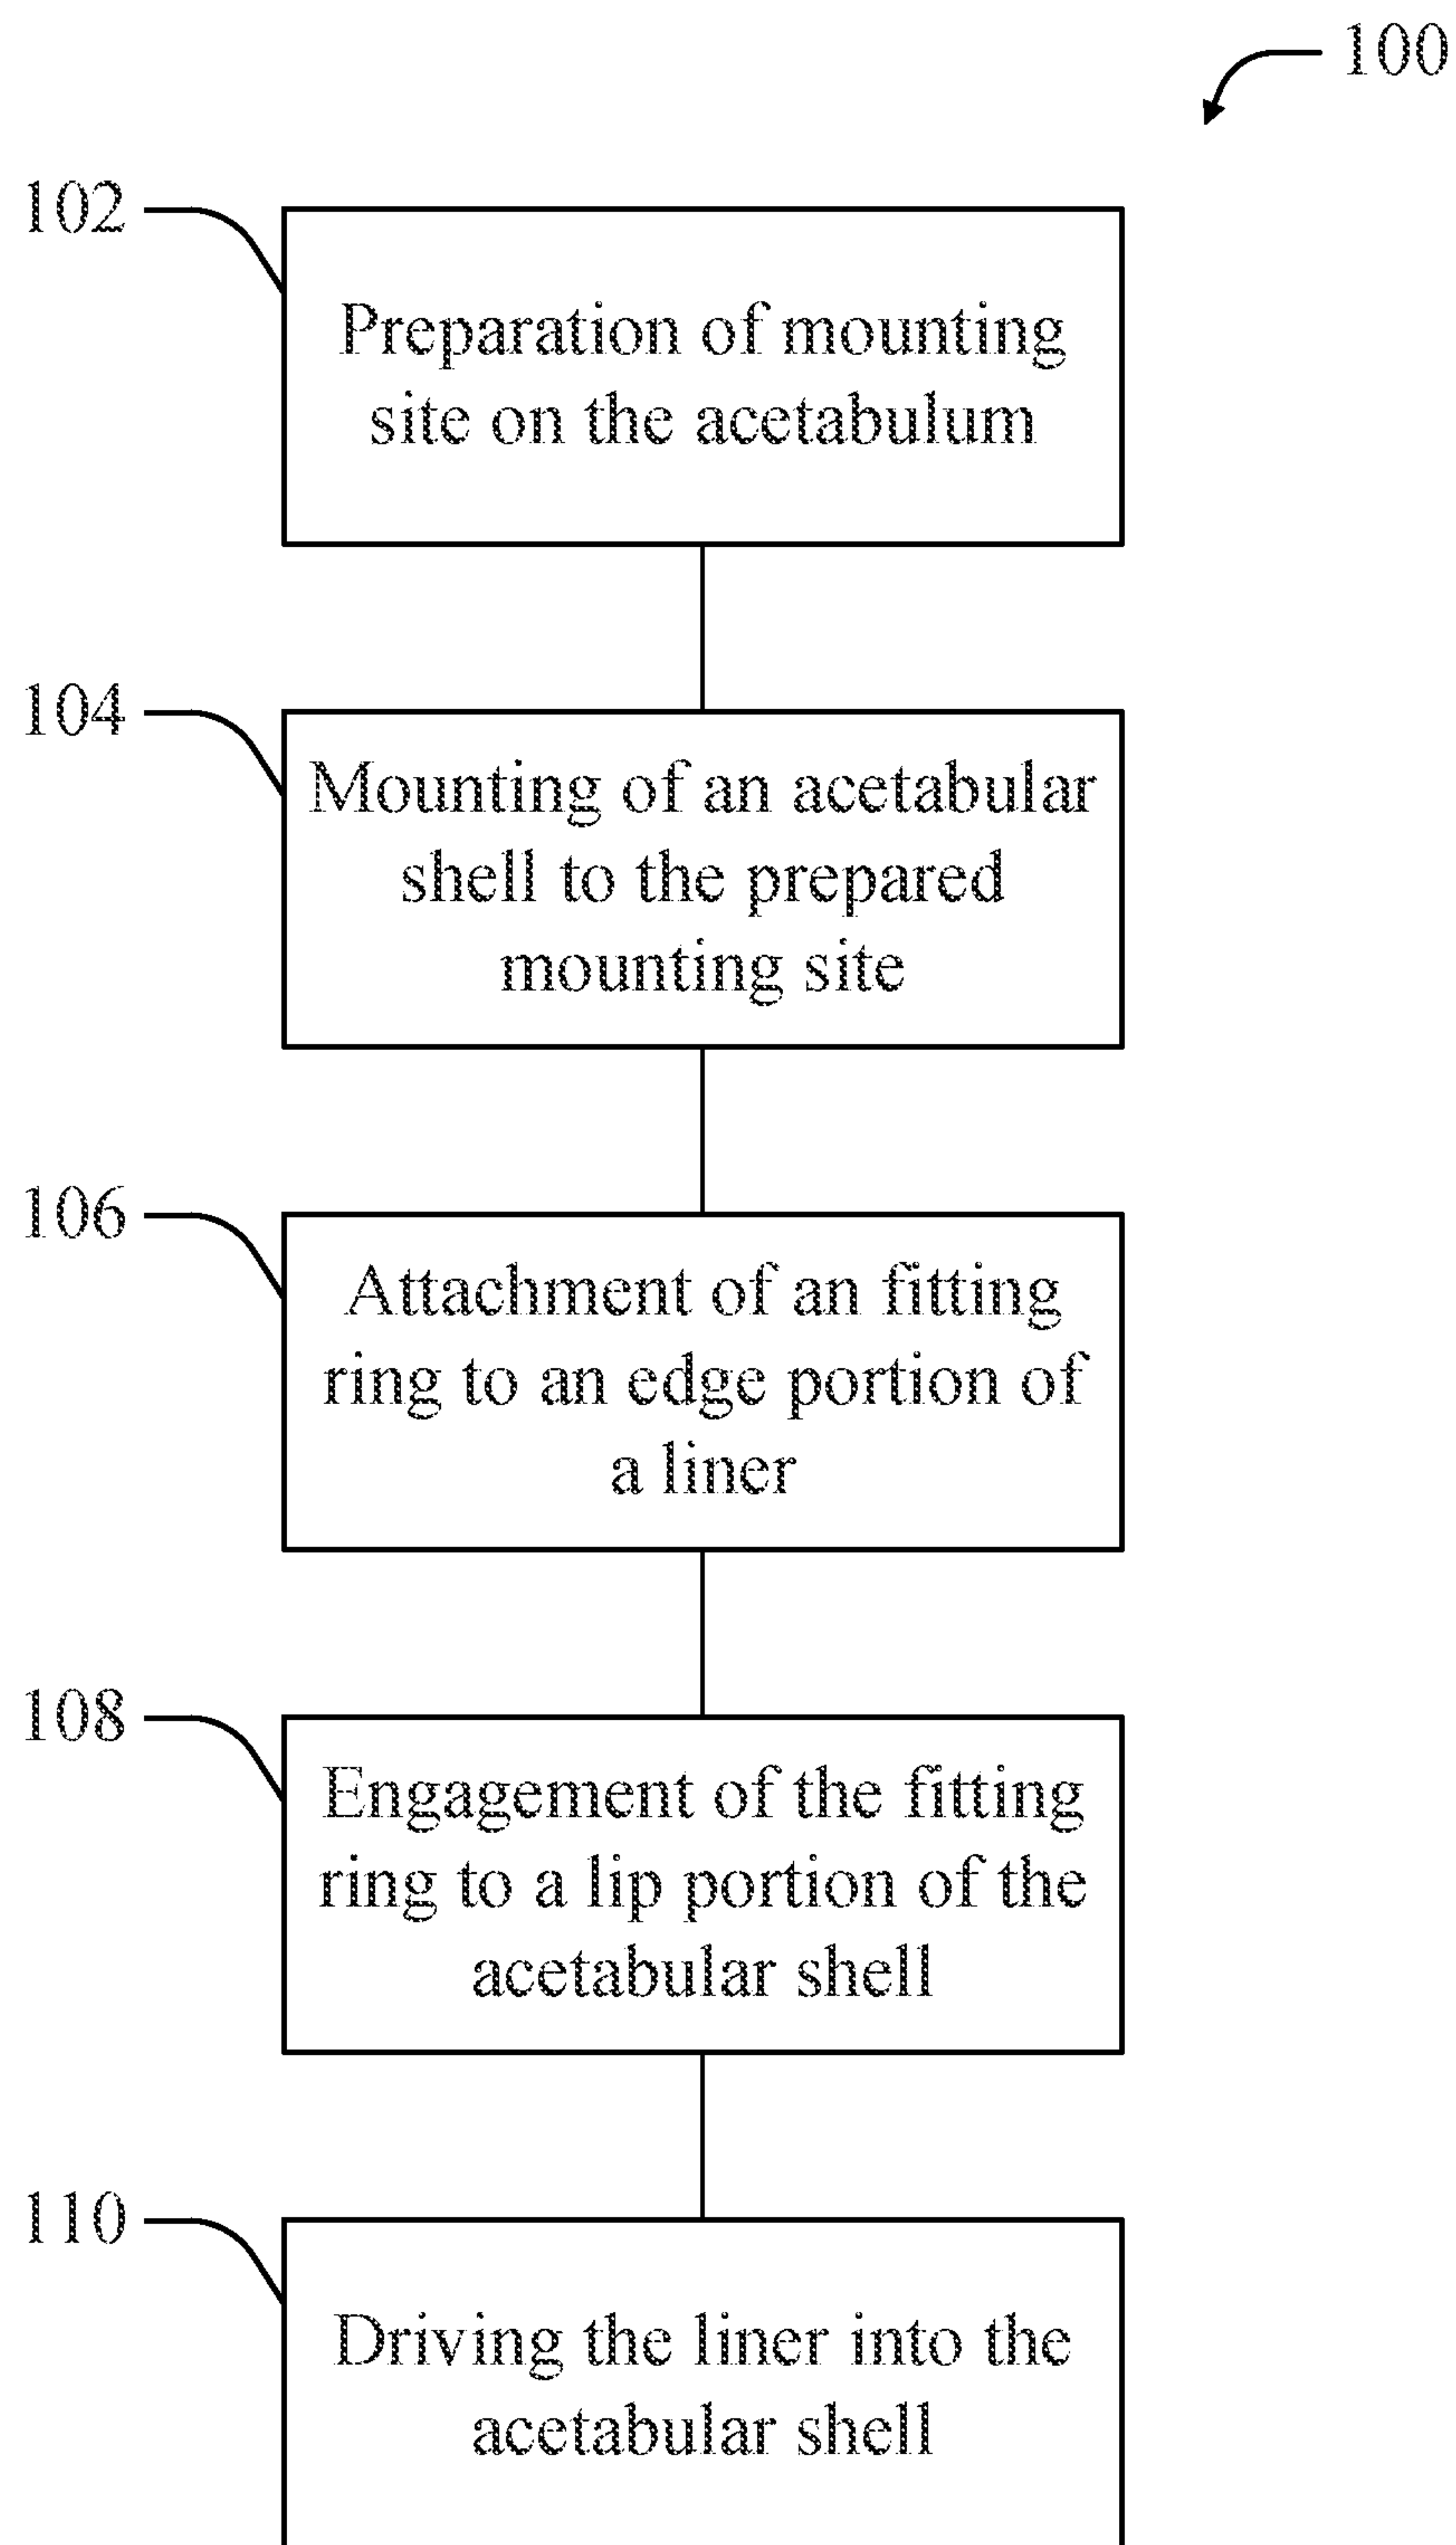 100
102
Preparation of mounting
site on the acetabulum
104
Mounting of an acetabular
shell to the prepared
mounting site
106
Attachment of an fitting
ring to an edge portion of
a liner
108
Engagement of the fitting
ring to a lip portion of the
acetabular shell
110
Driving the liner into the
acetabular shell